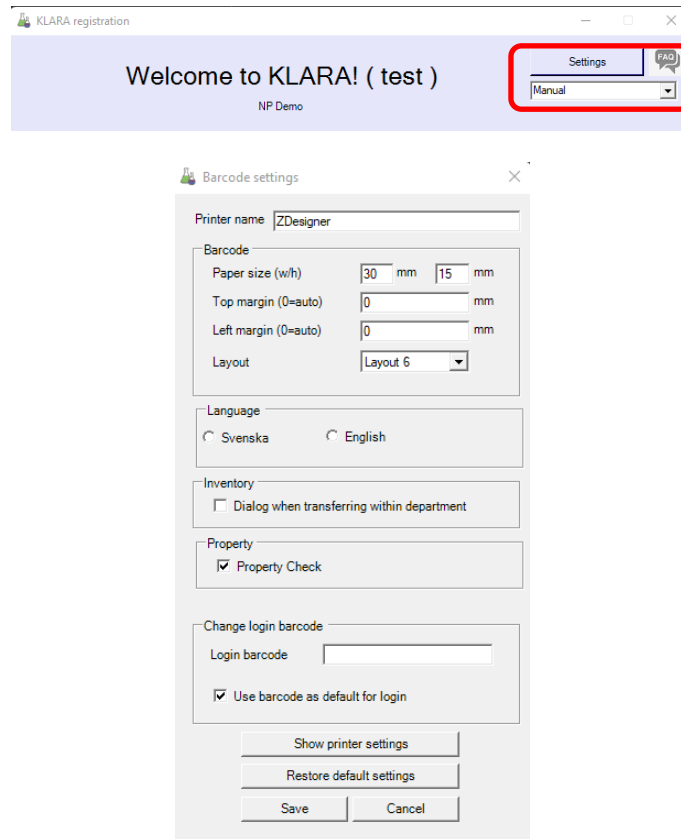 KLARA registration
Welcome to KLARA! ( test )
NP Demo
Settings
FAQ
Manual
Barcode settings
Printer name ZDesigner
Barcode
Paper size (w/h) 30 mm 15 mm
Top margin (0=auto) 0 mm
Left margin (0=auto) 0 mm
Layout Layout 6
Language
Svenska English
Inventory
Dialog when transferring within department
Property
Property Check
Change login barcode
Login barcode
Use barcode as default for login
Show printer settings
Restore default settings
Save Cancel